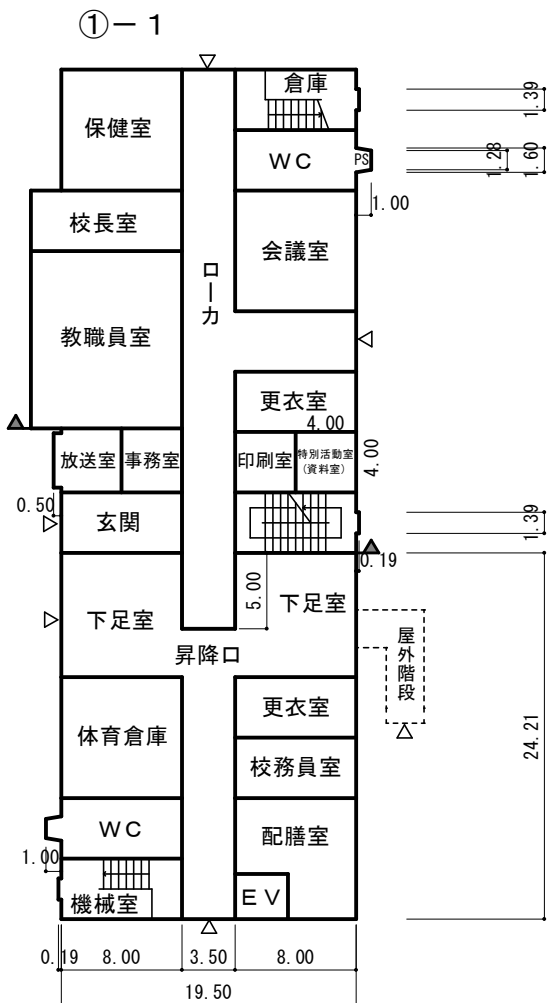 ①－１
倉庫
保健室
1.39
ＷＣ
PS
1.28
1.60
校長室
1.00
会議室
ローカ
教職員室
更衣室
4.00
放送室
事務室
印刷室
特別活動室
(資料室)
4.00
0.50
玄関
1.39
0.19
下足室
5.00
下足室
昇降口
屋外階段
更衣室
体育倉庫
24.21
校務員室
ＷＣ
配膳室
1.00
機械室
ＥＶ
0.19
8.00
3.50
8.00
19.50